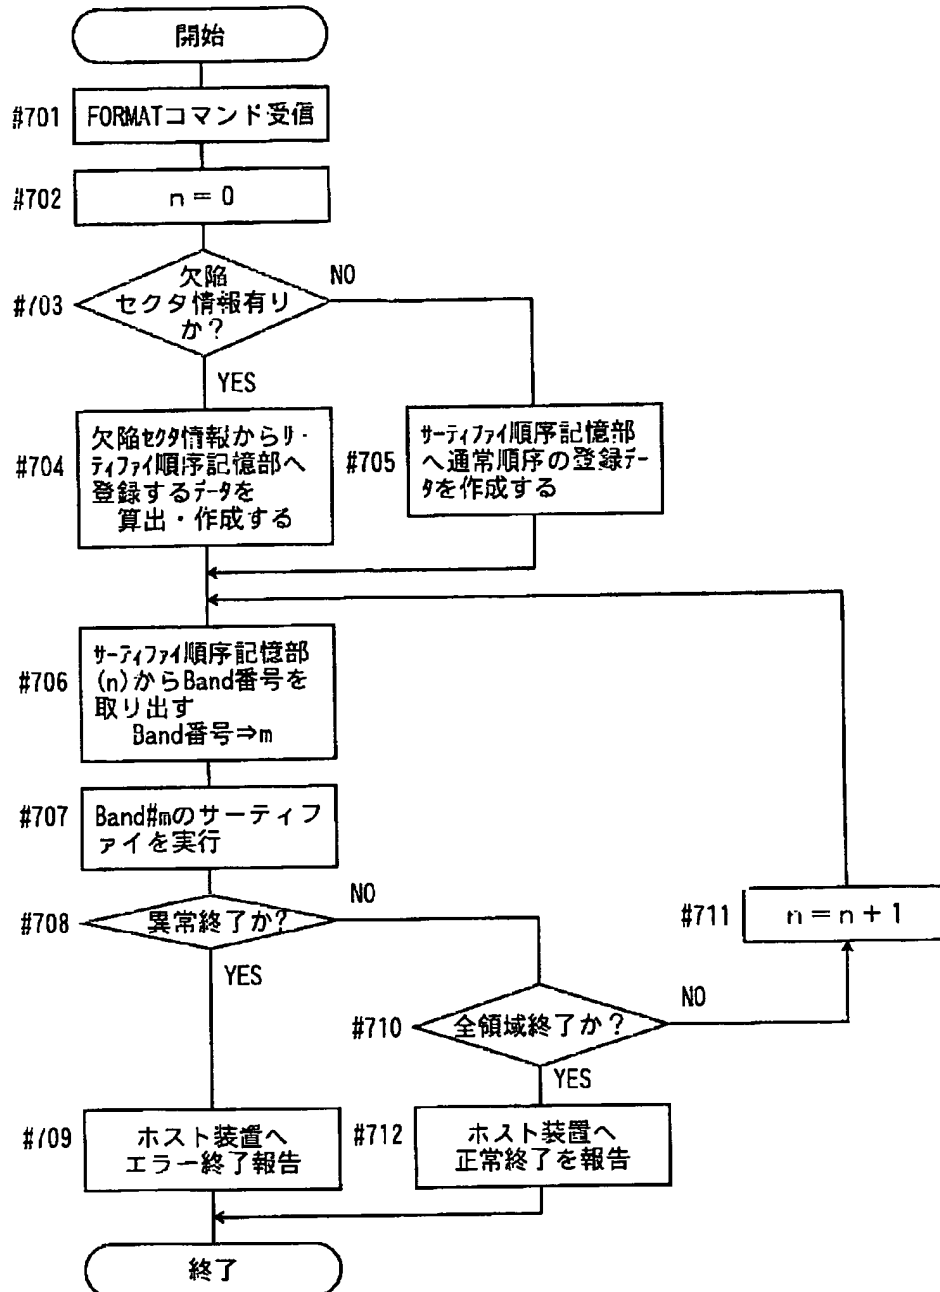 開始
#701
FORMATコマンド受信
#702
n = 0
#703
欠陥
セクタ情報有り
か?
NO
YES
#704
欠陥セクタ情報からサー
ティファイ順序記憶部へ
登録するデータを
算出・作成する
#705
サーティファイ順序記憶部
へ通常順序の登録デー
タを作成する
#706
サーティファイ順序記憶部
(n)からBand番号を
取り出す
Band番号⇒m
#707
Band#mのサーティフ
ァイを実行
#708
異常終了か?
NO
YES
#711
n = n + 1
#710
全領域終了か?
NO
YES
#709
ホスト装置へ
エラー終了報告
#712
ホスト装置へ
正常終了を報告
終了